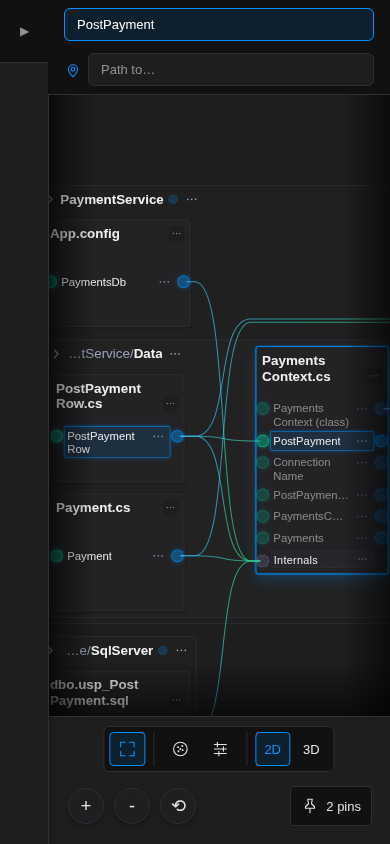 PostPayment
Path to…
PaymentService
App.config
PaymentsDb
…tService/Data
PostPayment
Row.cs
PostPayment
Row
Payments
Context.cs
Payments
Context (class)
PostPayment
Connection
Name
PostPaymen…
PaymentsC…
Payments
Internals
Payment.cs
Payment
…e/SqlServer
dbo.usp_Post
Payment.sql
2D
3D
2 pins